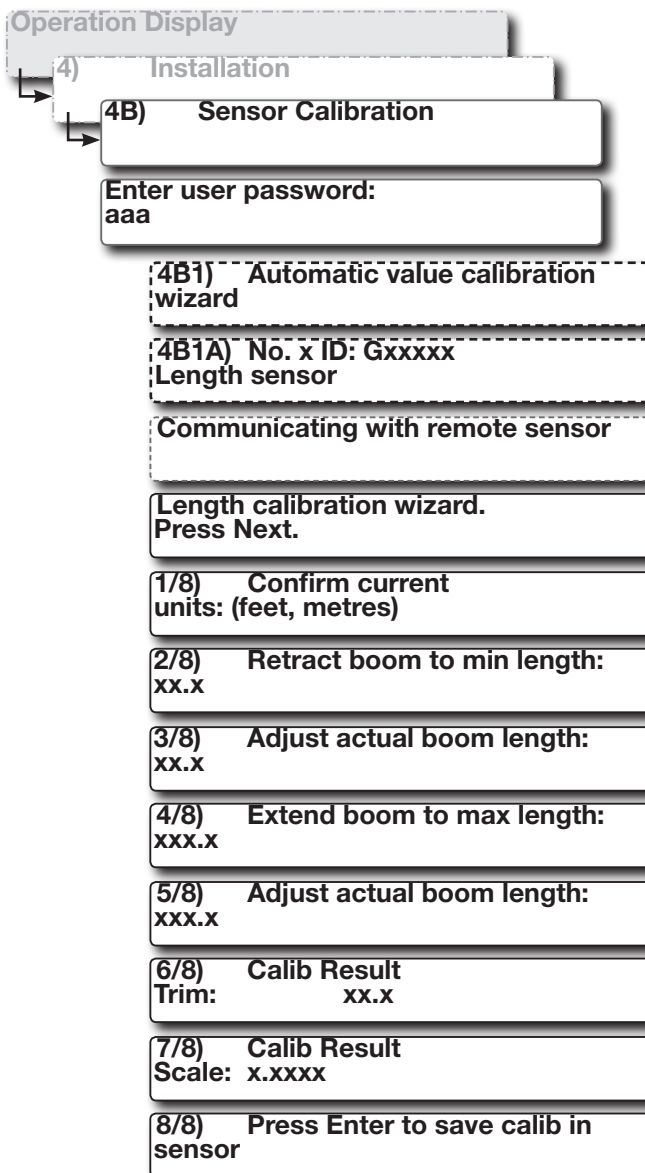 Operation Display
4) Installation
4B) Sensor Calibration
Enter user password:
aaa
4B1) Automatic value calibration
wizard
4B1A) No. x ID: Gxxxxx
Length sensor
Communicating with remote sensor
Length calibration wizard.
Press Next.
1/8) Confirm current
units: (feet, metres)
2/8) Retract boom to min length:
xx.x
3/8) Adjust actual boom length:
xx.x
4/8) Extend boom to max length:
xxx.x
5/8) Adjust actual boom length:
xxx.x
6/8) Calib Result
Trim: xx.x
7/8) Calib Result
Scale: x.xxxx
8/8) Press Enter to save calib in
sensor